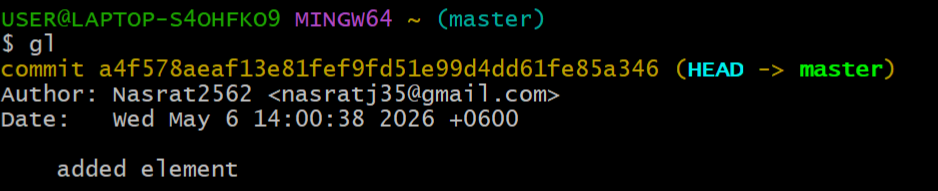 USER@LAPTOP-S4OHFKO9 MINGW64 ~ (master)
$ gl
commit a4f578aeaf13e81fef9fd51e99d4dd61fe85a346 (HEAD -> master)
Author: Nasrat2562 <nasratj35@gmail.com>
Date:   Wed May 6 14:00:38 2026 +0600
    added element